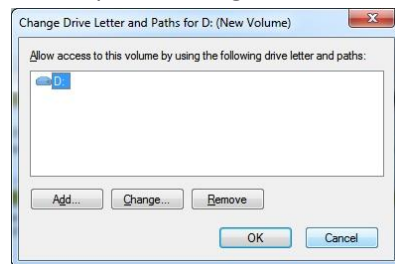 Change Drive Letter and Paths for D: (New Volume)
Allow access to this volume by using the following drive letter and paths:
D:
Add... Change... Remove
OK Cancel